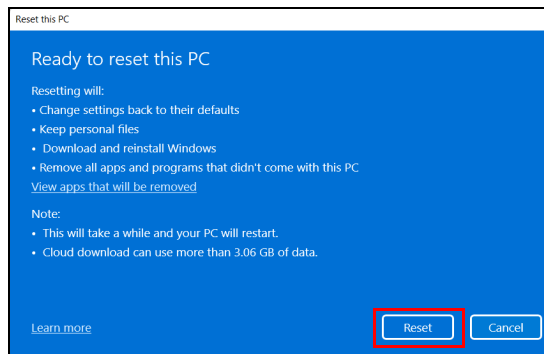 Reset this PC
Ready to reset this PC
Resetting will:
• Change settings back to their defaults
• Keep personal files
• Download and reinstall Windows
• Remove all apps and programs that didn't come with this PC
View apps that will be removed
Note:
• This will take a while and your PC will restart.
• Cloud download can use more than 3.06 GB of data.
Learn more
Reset
Cancel